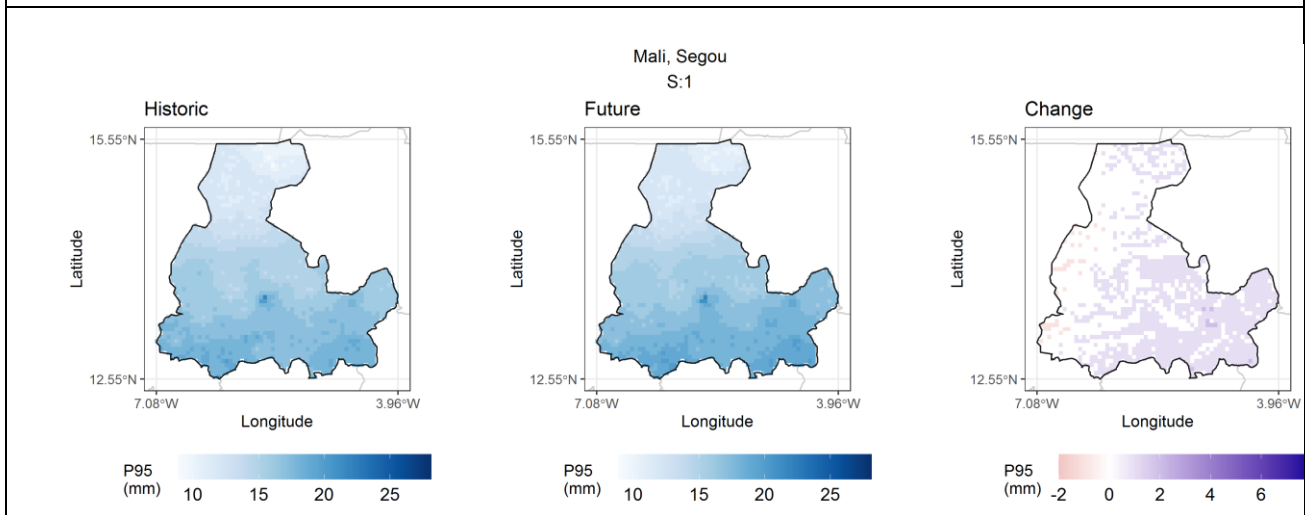 Mali, Segou
S:1
Historic
Future
Change
15.55°N
12.55°N
Latitude
7.08°W
3.96°W
Longitude
15.55°N
12.55°N
Latitude
7.08°W
3.96°W
Longitude
15.55°N
12.55°N
Latitude
7.08°W
3.96°W
Longitude
P95
(mm)
10 15 20 25
P95
(mm)
10 15 20 25
P95
(mm)
-2 0 2 4 6